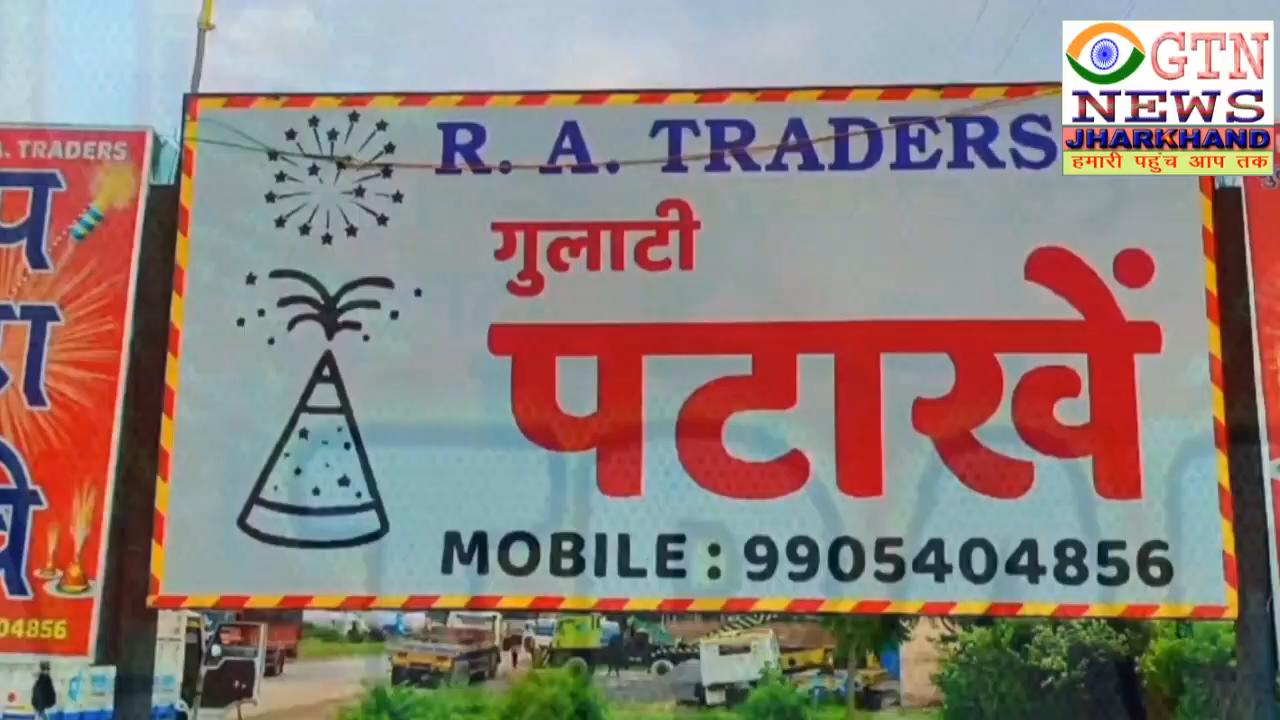 R. A. TRADERS
गुलाटी
पटाखें
MOBILE : 9905404856
GTN
NEWS
JHARKHAND
हमारी पहुंच आप तक
A. TRADERS
प
04856